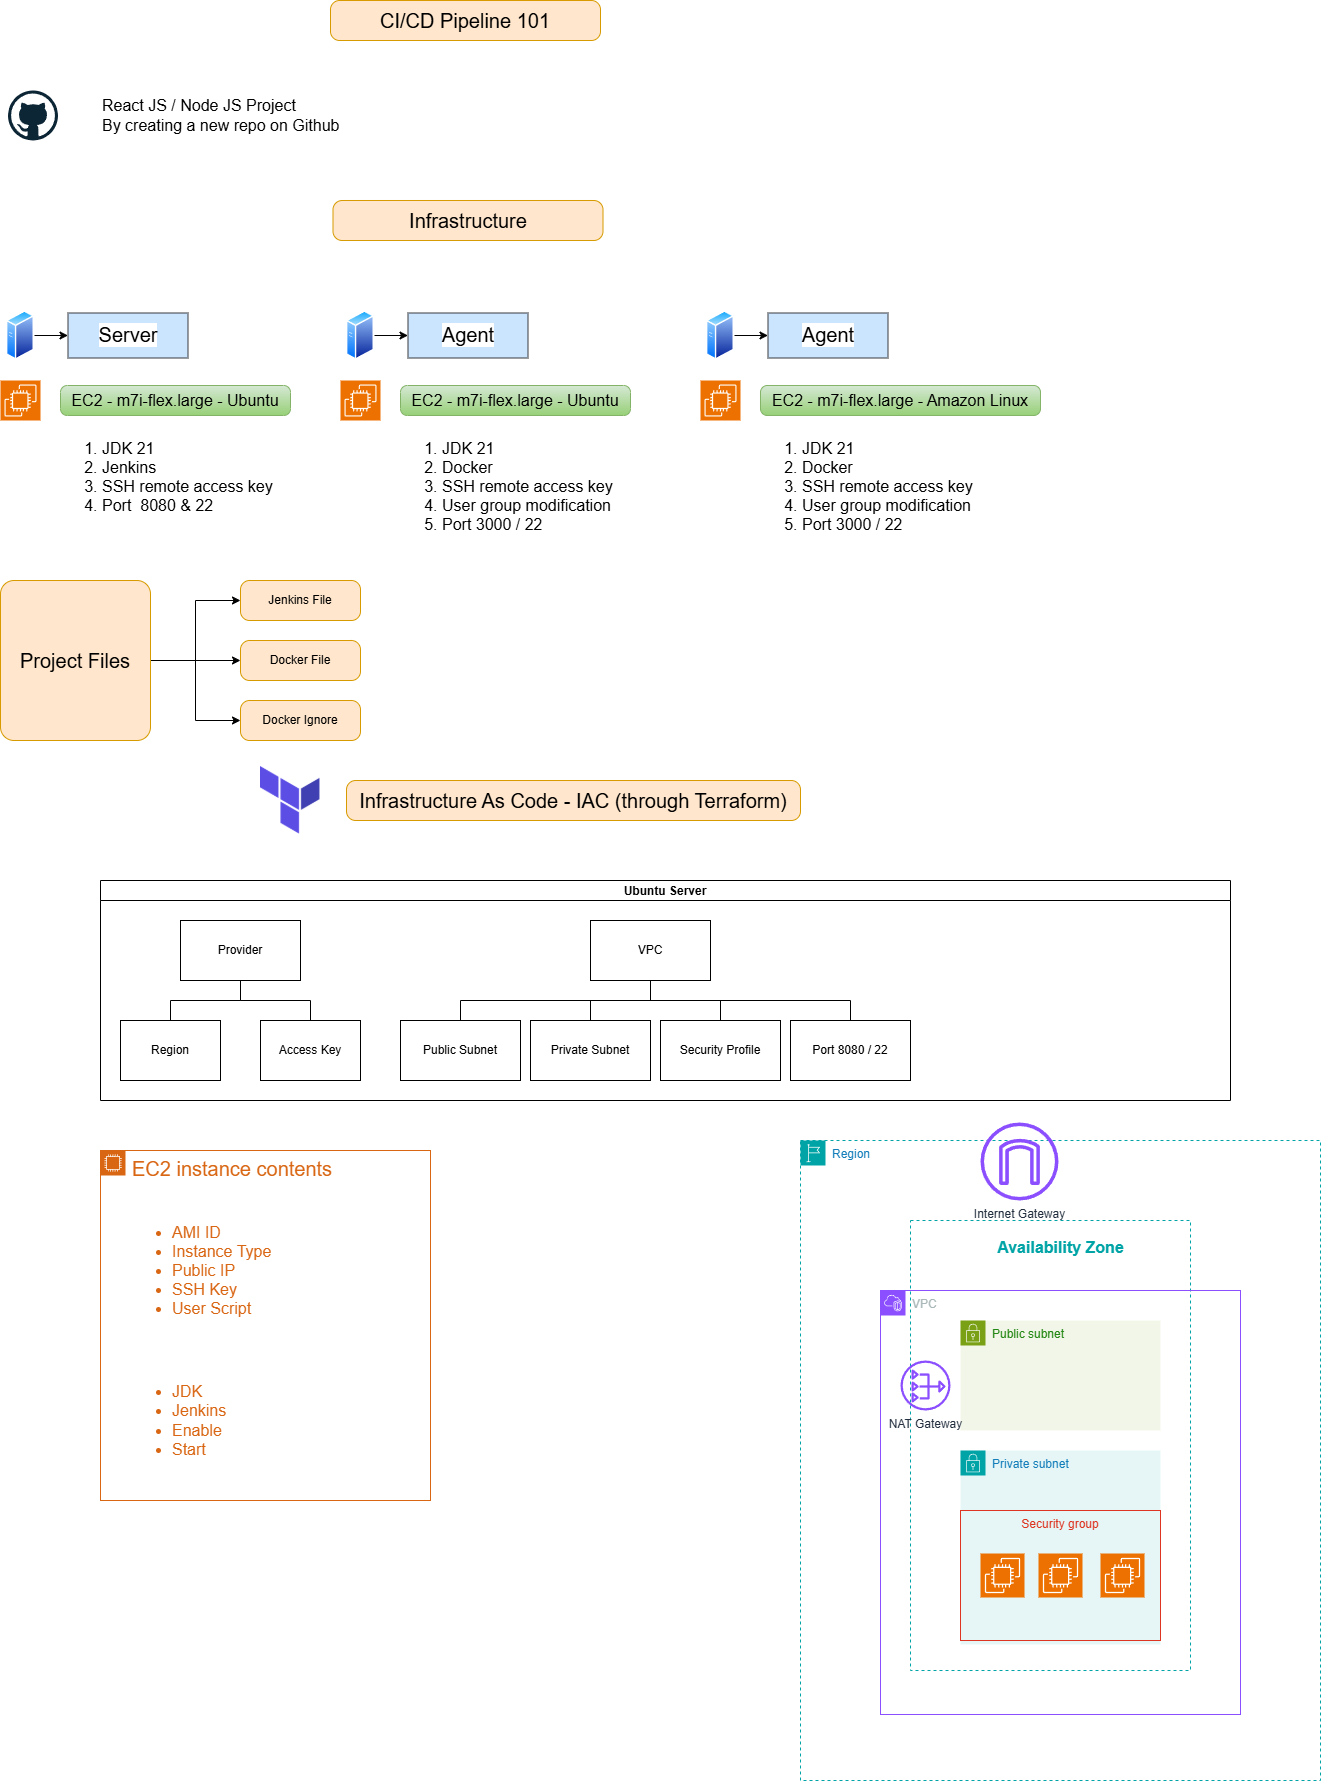 CI/CD Pipeline 101
React JS / Node JS Project
By creating a new repo on Github
Infrastructure
Server
Agent
Agent
EC2 - m7i-flex.large - Ubuntu
EC2 - m7i-flex.large - Ubuntu
EC2 - m7i-flex.large - Amazon Linux
1. JDK 21
2. Jenkins
3. SSH remote access key
4. Port  8080 & 22
1. JDK 21
2. Docker
3. SSH remote access key
4. User group modification
5. Port 3000 / 22
1. JDK 21
2. Docker
3. SSH remote access key
4. User group modification
5. Port 3000 / 22
Project Files
Jenkins File
Docker File
Docker Ignore
Infrastructure As Code - IAC (through Terraform)
Ubuntu Server
Provider
VPC
Region
Access Key
Public Subnet
Private Subnet
Security Profile
Port 8080 / 22
EC2 instance contents
• AMI ID
• Instance Type
• Public IP
• SSH Key
• User Script
• JDK
• Jenkins
• Enable
• Start
Region
Internet Gateway
Availability Zone
VPC
Public subnet
NAT Gateway
Private subnet
Security group